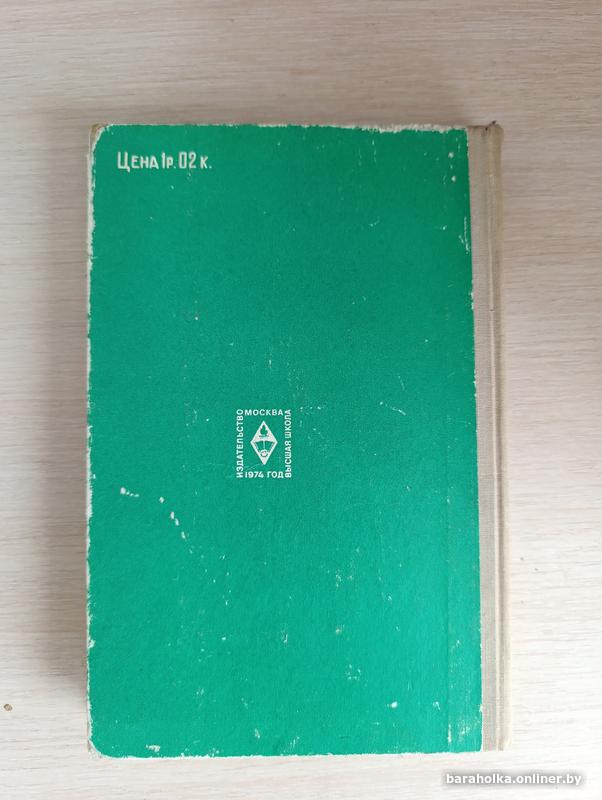 ЦЕНА 1р. 02 к.
ИЗДАТЕЛЬСТВО
МОСКВА
ВЫСШАЯ ШКОЛА
1974 ГОД
baraholka.onliner.by